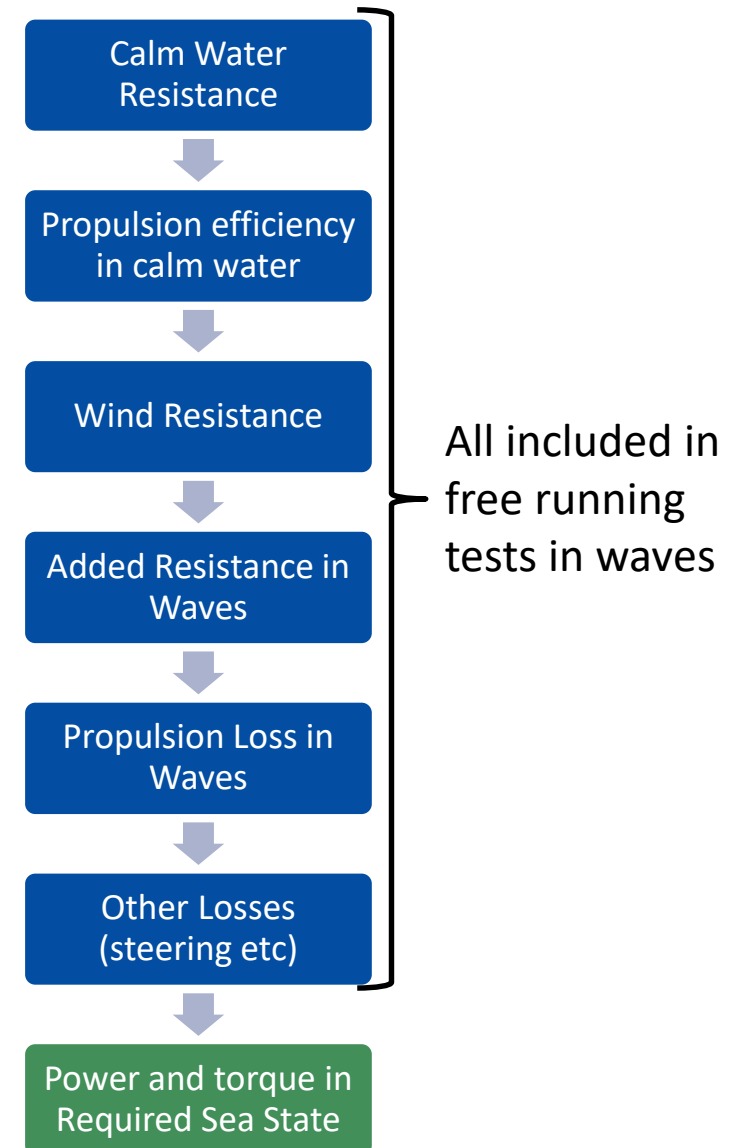 Calm Water
Resistance
Propulsion efficiency
in calm water
Wind Resistance
Added Resistance in
Waves
Propulsion Loss in
Waves
Other Losses
(steering etc)
Power and torque in
Required Sea State
All included in
free running
tests in waves